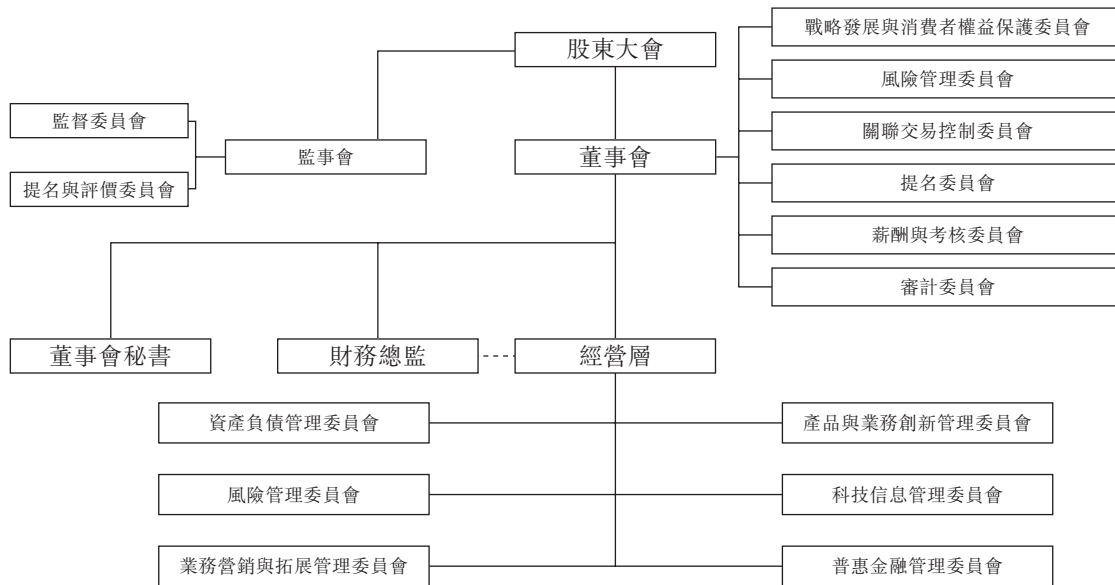 戰略發展與消費者權益保護委員會
股東大會
風險管理委員會
監督委員會
關聯交易控制委員會
監事會
董事會
提名與評價委員會
提名委員會
薪酬與考核委員會
審計委員會
董事會秘書
財務總監
經營層
資產負債管理委員會
產品與業務創新管理委員會
風險管理委員會
科技信息管理委員會
業務營銷與拓展管理委員會
普惠金融管理委員會